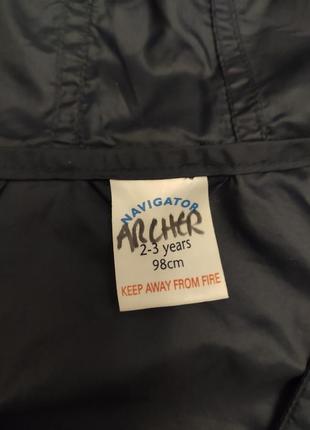 NAVIGATOR
ARCHER
2-3 years
98cm
KEEP AWAY FROM FIRE